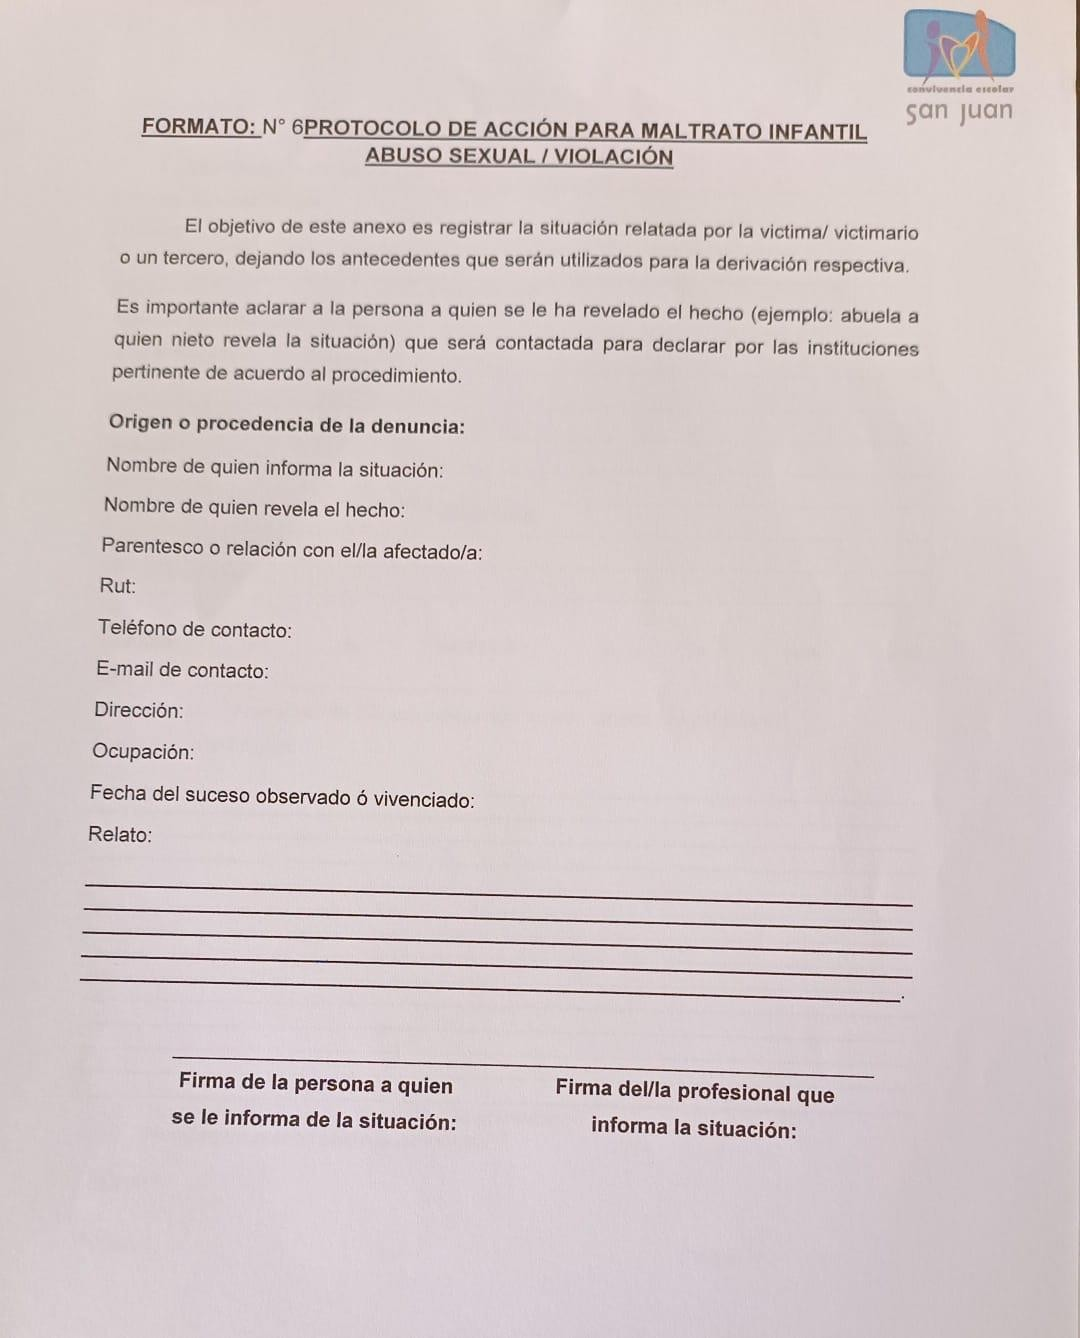 convivencia escolar
san juan
FORMATO: N° 6PROTOCOLO DE ACCIÓN PARA MALTRATO INFANTIL
ABUSO SEXUAL / VIOLACIÓN
El objetivo de este anexo es registrar la situación relatada por la victima/ victimario
o un tercero, dejando los antecedentes que serán utilizados para la derivación respectiva.
Es importante aclarar a la persona a quien se le ha revelado el hecho (ejemplo: abuela a
quien nieto revela la situación) que será contactada para declarar por las instituciones
pertinente de acuerdo al procedimiento.
Origen o procedencia de la denuncia:
Nombre de quien informa la situación:
Nombre de quien revela el hecho:
Parentesco o relación con el/la afectado/a:
Rut:
Teléfono de contacto:
E-mail de contacto:
Dirección:
Ocupación:
Fecha del suceso observado ó vivenciado:
Relato:
Firma de la persona a quien Firma del/la profesional que
se le informa de la situación: informa la situación: